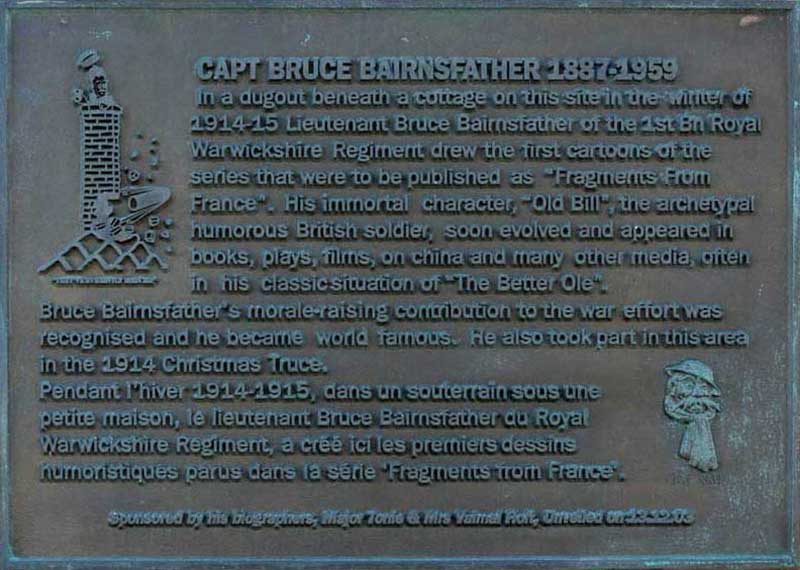 CAPT BRUCE BAIRNSFATHER 1887-1959
In a dugout beneath a cottage on this site in the winter of
1914-15 Lieutenant Bruce Bairnsfather of the 1st Bn Royal
Warwickshire Regiment drew the first cartoons of the
series that were to be published as "Fragments From
France". His immortal character, "Old Bill", the archetypal
humorous British soldier, soon evolved and appeared in
books, plays, films, on china and many other media, often
in his classic situation of "The Better Ole".
Bruce Bairnsfather's morale-raising contribution to the war effort was
recognised and he became world famous. He also took part in this area
in the 1914 Christmas Truce.
Pendant l'hiver 1914-1915, dans un souterrain sous une
petite maison, le lieutenant Bruce Bairnsfather du Royal
Warwickshire Regiment, a créé ici les premiers dessins
humoristiques parus dans la série 'Fragments from France'.
Sponsored by his biographers, Major Tonie & Mrs Valmai Holt, Unveiled on 13.12.03